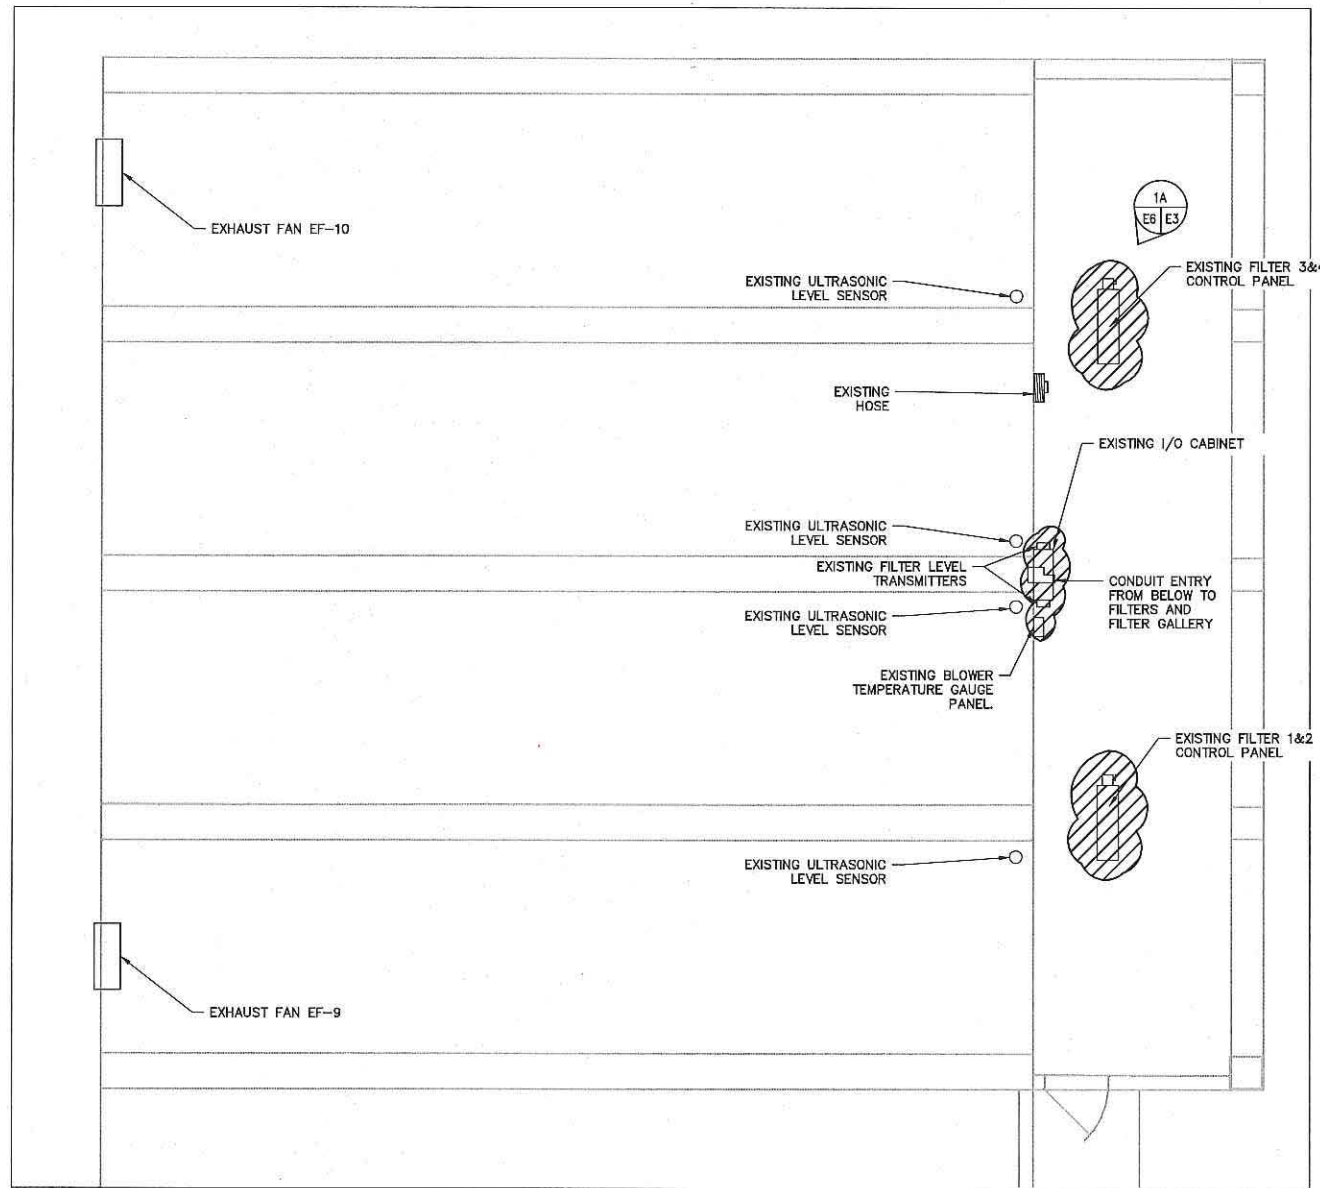 1A
E6 E3
EXHAUST FAN EF-10
EXISTING ULTRASONIC
LEVEL SENSOR
EXISTING FILTER 3&4
CONTROL PANEL
EXISTING
HOSE
EXISTING I/O CABINET
EXISTING ULTRASONIC
LEVEL SENSOR
EXISTING FILTER LEVEL
TRANSMITTERS
CONDUIT ENTRY
FROM BELOW TO
FILTERS AND
FILTER GALLERY
EXISTING ULTRASONIC
LEVEL SENSOR
EXISTING BLOWER
TEMPERATURE GAUGE
PANEL.
EXISTING FILTER 1&2
CONTROL PANEL
EXISTING ULTRASONIC
LEVEL SENSOR
EXHAUST FAN EF-9